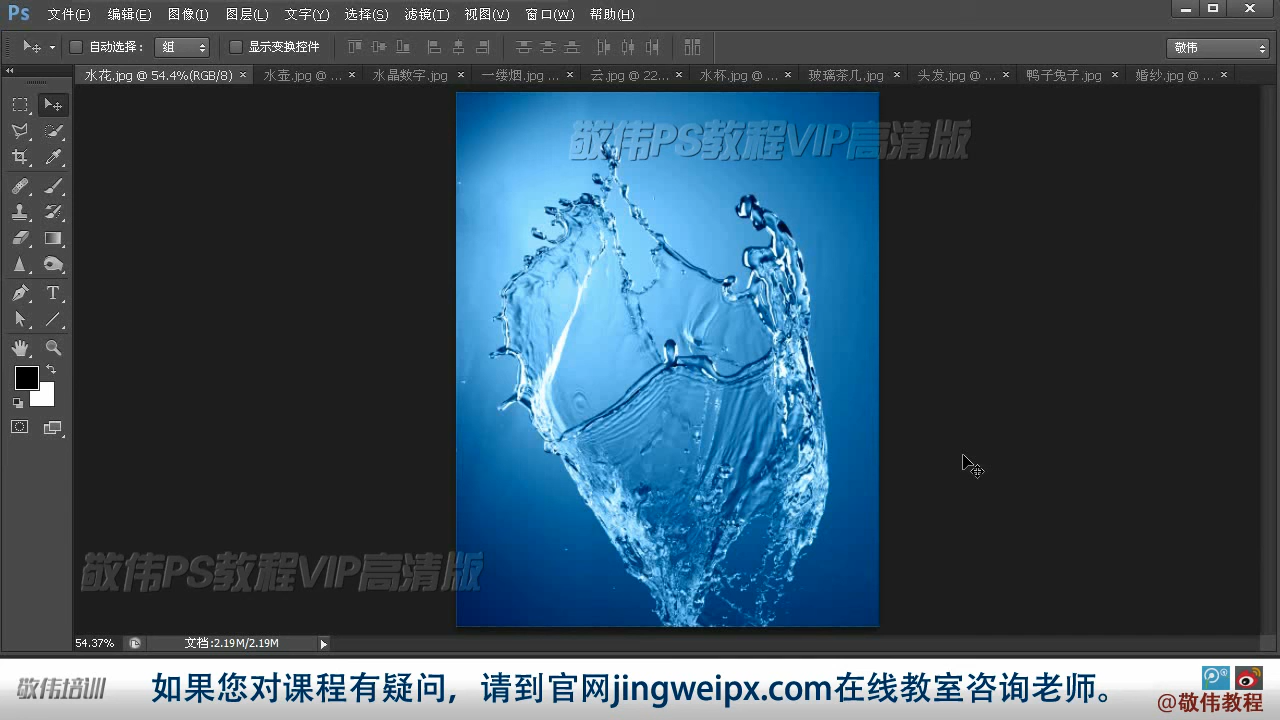 Ps 文件(F) 编辑(E) 图像(I) 图层(L) 文字(Y) 选择(S) 滤镜(T) 视图(V) 窗口(W) 帮助(H)
自动选择： 组 显示变换控件 敬伟
水花.jpg @ 54.4%(RGB/8) × 水壶.jpg @ ... × 水晶数字.jpg × 一缕烟.jpg ... × 云.jpg @ 22... × 水杯.jpg @ ... × 玻璃茶几.jpg × 头发.jpg @ ... × 鸭子兔子.jpg × 婚纱.jpg @ ... ×
敬伟PS教程VIP高清版
敬伟PS教程VIP高清版
54.37% 文档:2.19M/2.19M
敬伟培训 如果您对课程有疑问，请到官网jingweipx.com在线教室咨询老师。
@敬伟教程